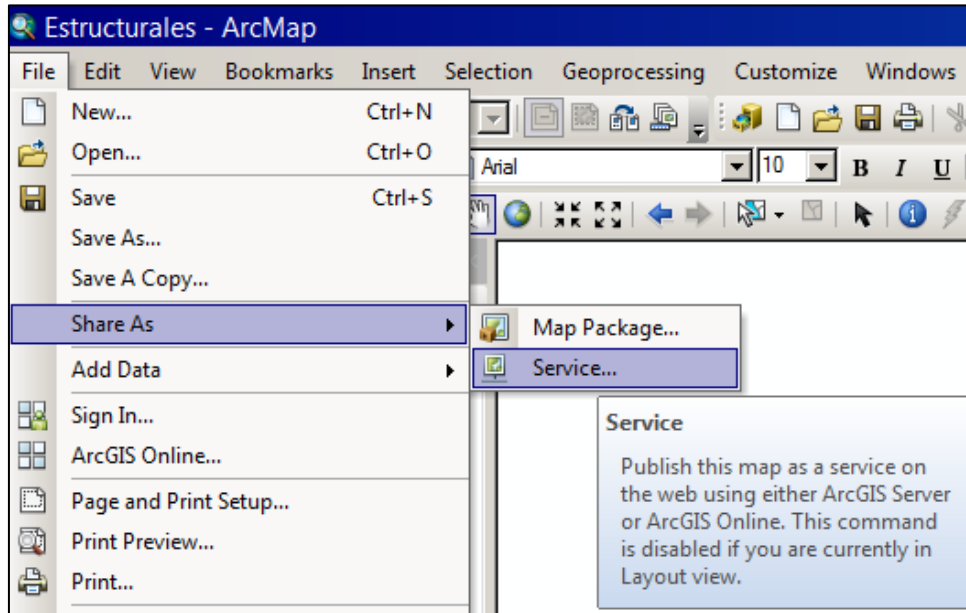 Estructurales - ArcMap
File Edit View Bookmarks Insert Selection Geoprocessing Customize Windows
New... Ctrl+N
Open... Ctrl+O
Arial 10 B I U
Save Ctrl+S
Save As...
Save A Copy...
Share As
Map Package...
Add Data
Service...
Sign In...
Service
ArcGIS Online...
Publish this map as a service on
the web using either ArcGIS Server
or ArcGIS Online. This command
is disabled if you are currently in
Layout view.
Page and Print Setup...
Print Preview...
Print...